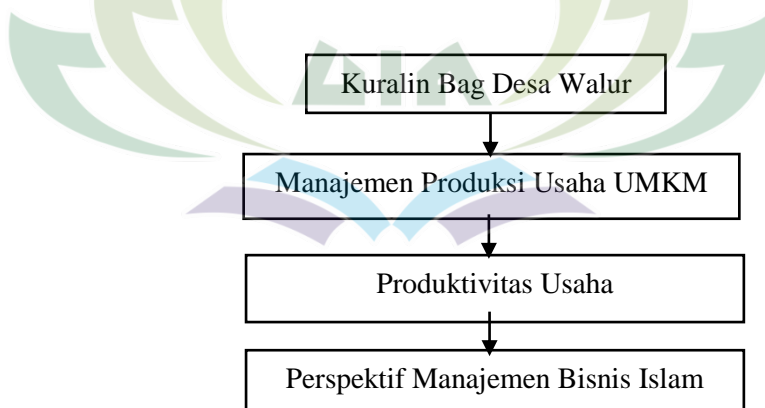 Kuralin Bag Desa Walur
Manajemen Produksi Usaha UMKM
Produktivitas Usaha
Perspektif Manajemen Bisnis Islam